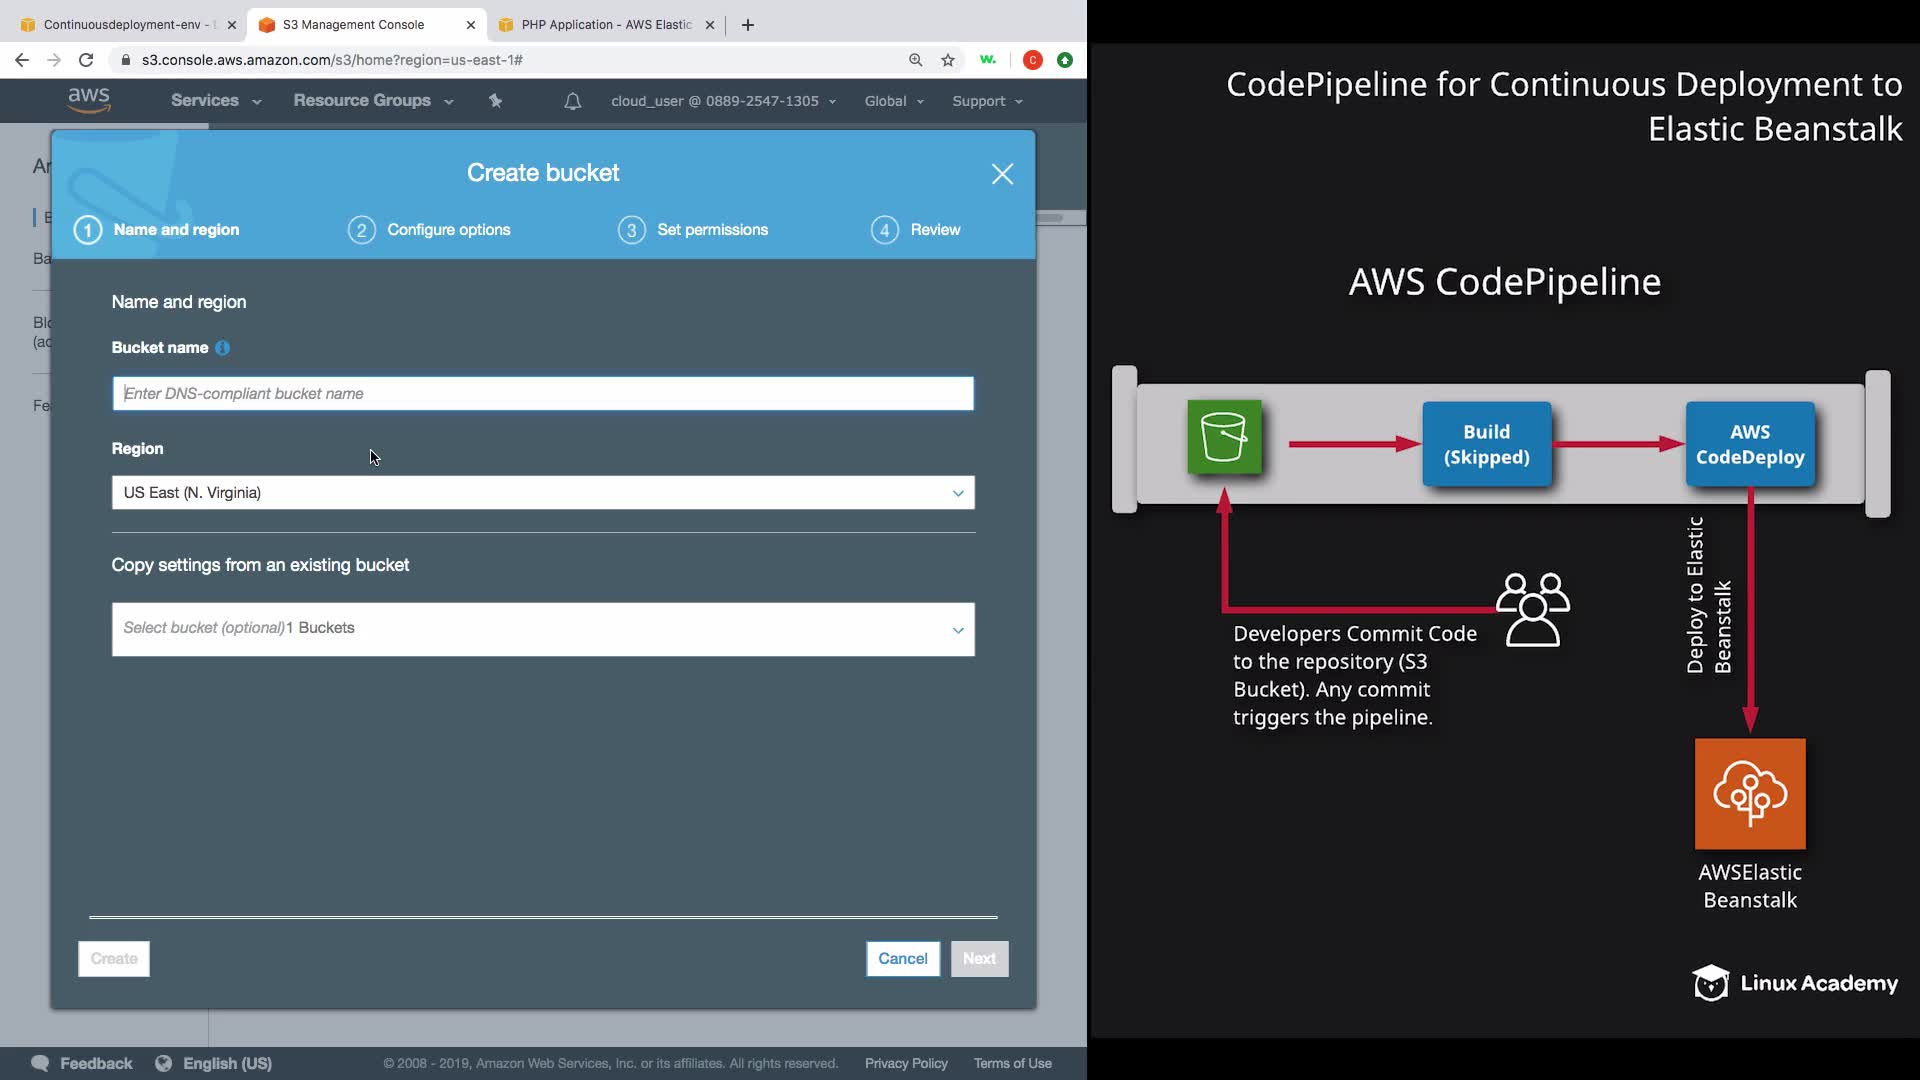 Continuousdeployment-env -
S3 Management Console
PHP Application - AWS Elastic
s3.console.aws.amazon.com/s3/home?region=us-east-1#
w.
C
aws
Services
Resource Groups
cloud_user @ 0889-2547-1305
Global
Support
Create bucket
1 Name and region
2 Configure options
3 Set permissions
4 Review
Name and region
Bucket name
Enter DNS-compliant bucket name
Region
US East (N. Virginia)
Copy settings from an existing bucket
Select bucket (optional)1 Buckets
Create
Cancel
Next
Feedback
English (US)
© 2008 - 2019, Amazon Web Services, Inc. or its affiliates. All rights reserved.
Privacy Policy
Terms of Use
CodePipeline for Continuous Deployment to
Elastic Beanstalk
AWS CodePipeline
Build
(Skipped)
AWS
CodeDeploy
Developers Commit Code
to the repository (S3
Bucket). Any commit
triggers the pipeline.
Deploy to Elastic
Beanstalk
AWSElastic
Beanstalk
Linux Academy